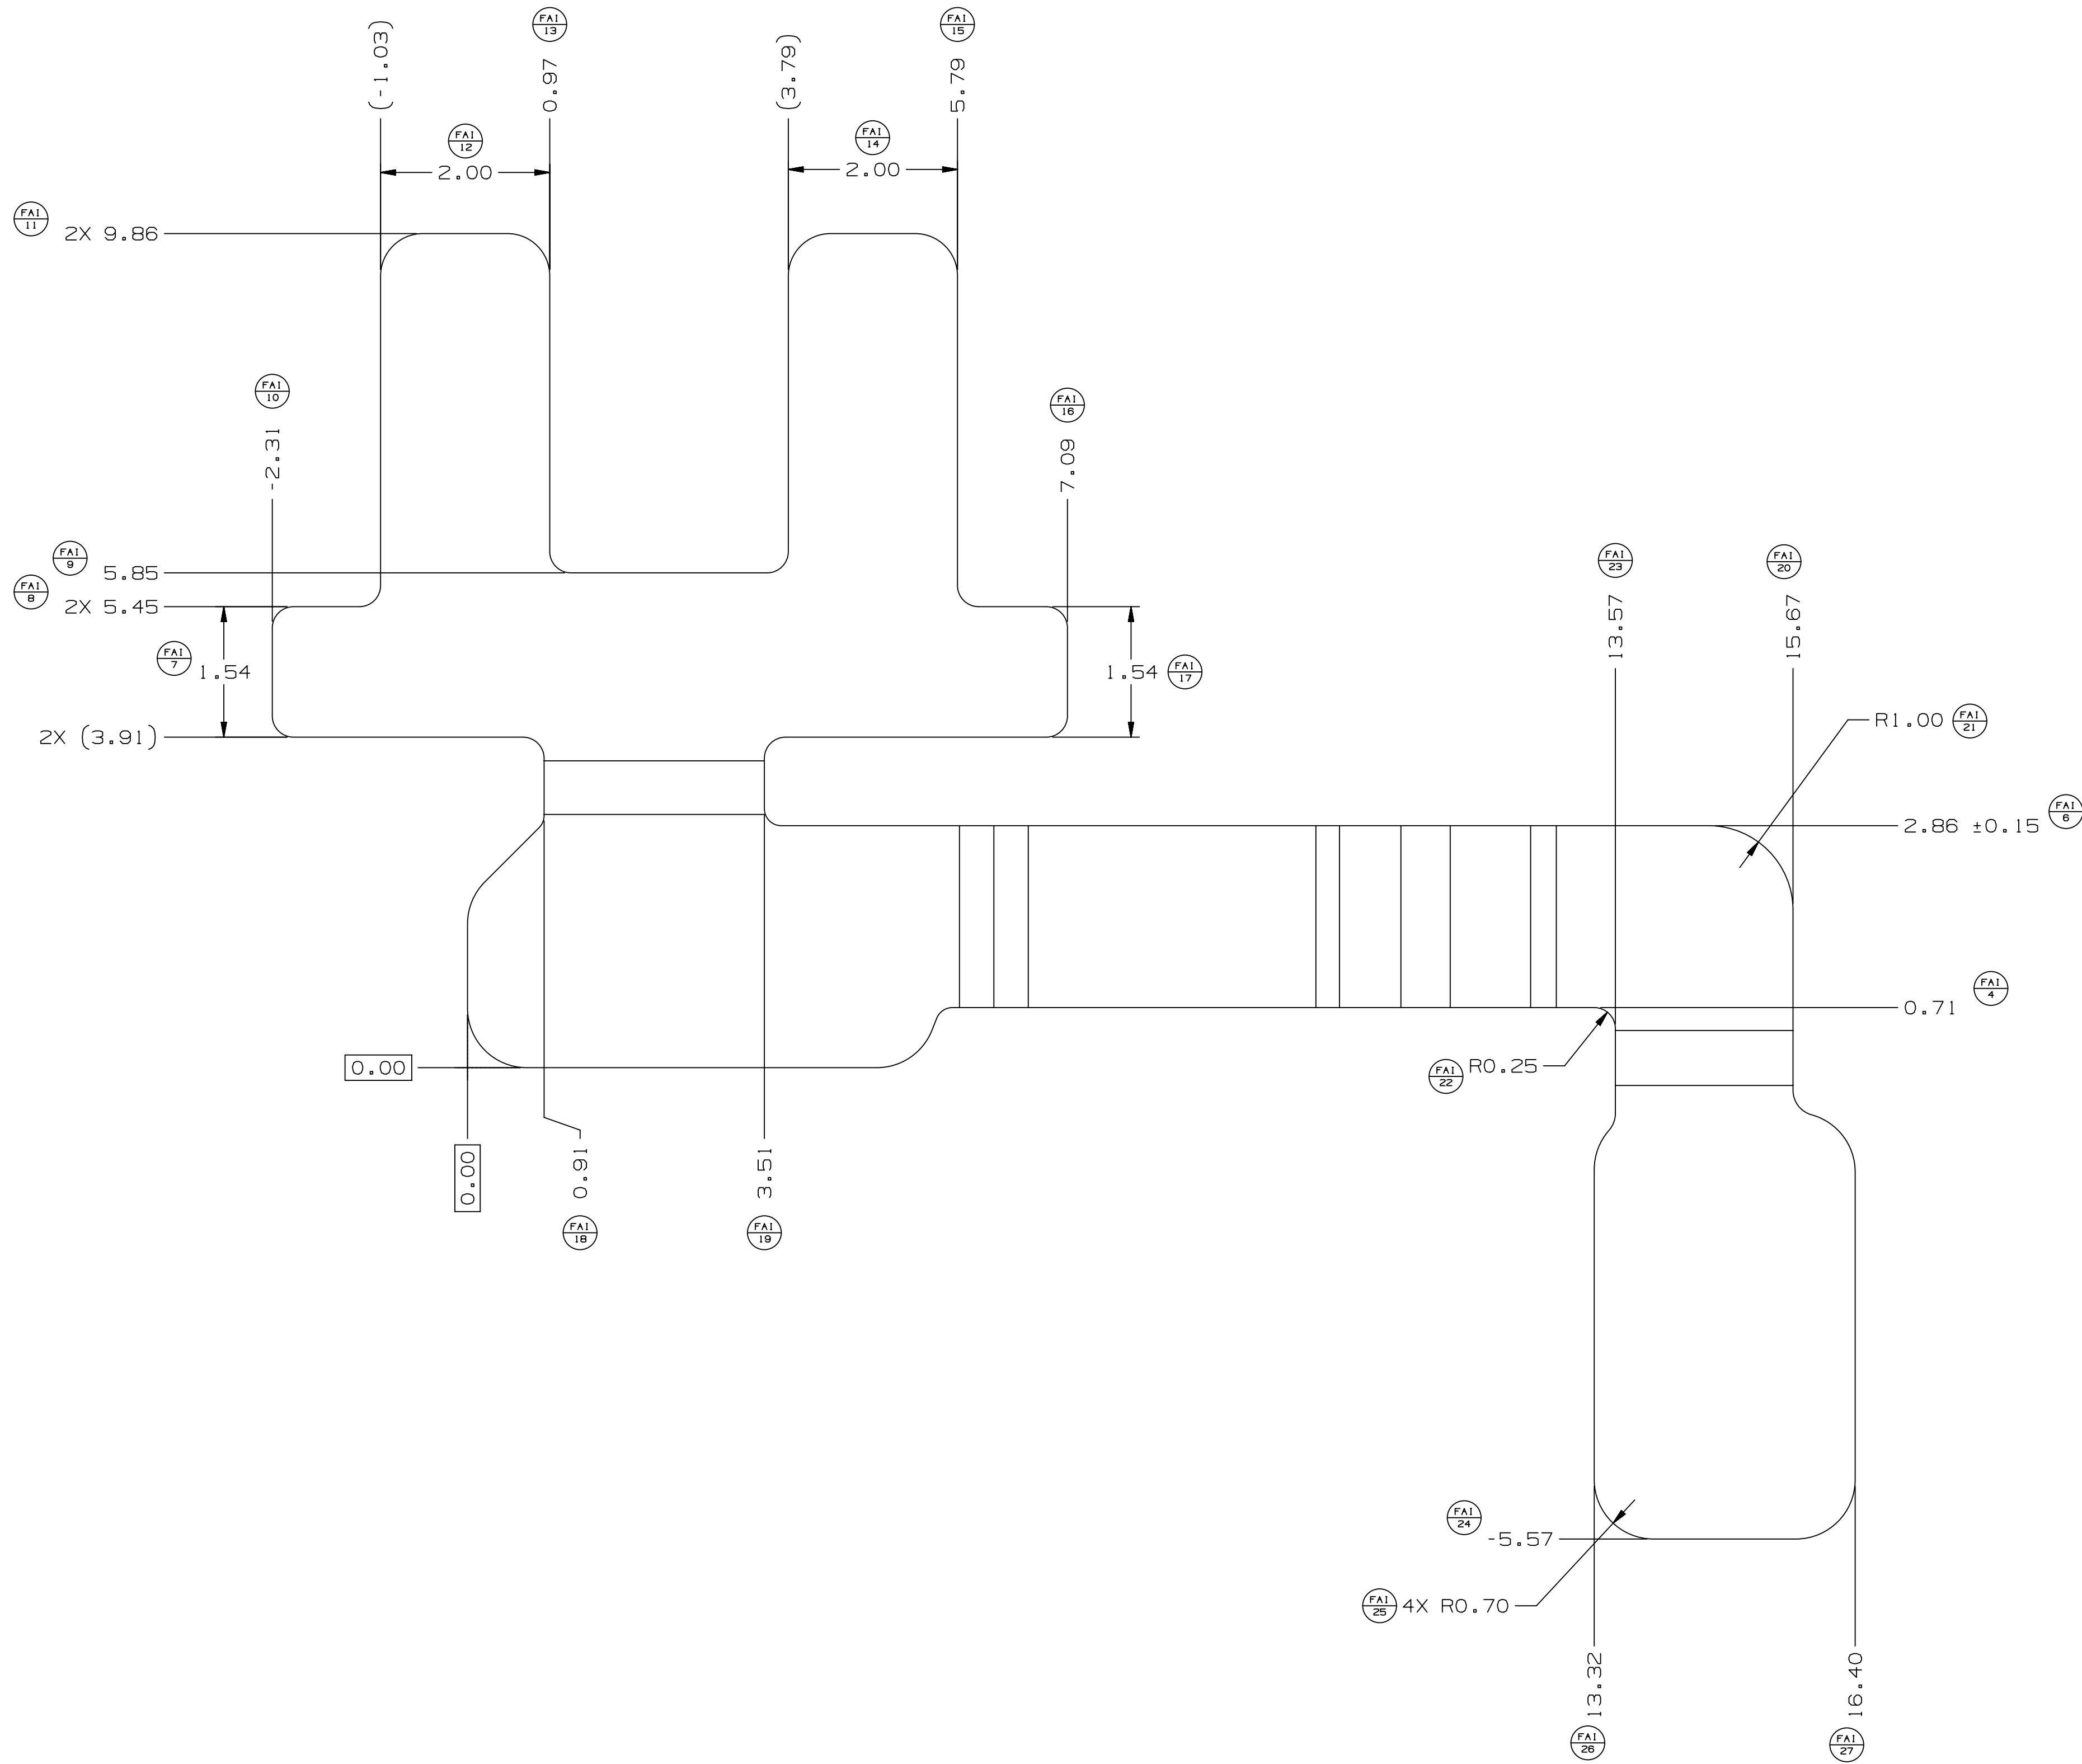 (-1.03)
FAI
13
0.97
(3.79)
FAI
15
5.79
FAI
12
2.00
FAI
14
2.00
FAI
11
2X 9.86
FAI
10
-2.31
FAI
16
7.09
FAI
9
5.85
FAI
8
2X 5.45
FAI
7
1.54
1.54
FAI
17
2X (3.91)
FAI
23
13.57
FAI
20
15.67
R1.00
FAI
21
2.86 ±0.15
FAI
6
0.71
FAI
4
0.00
FAI
22
R0.25
0.00
0.91
FAI
18
3.51
FAI
19
FAI
24
-5.57
FAI
25
4X R0.70
13.32
FAI
26
16.40
FAI
27